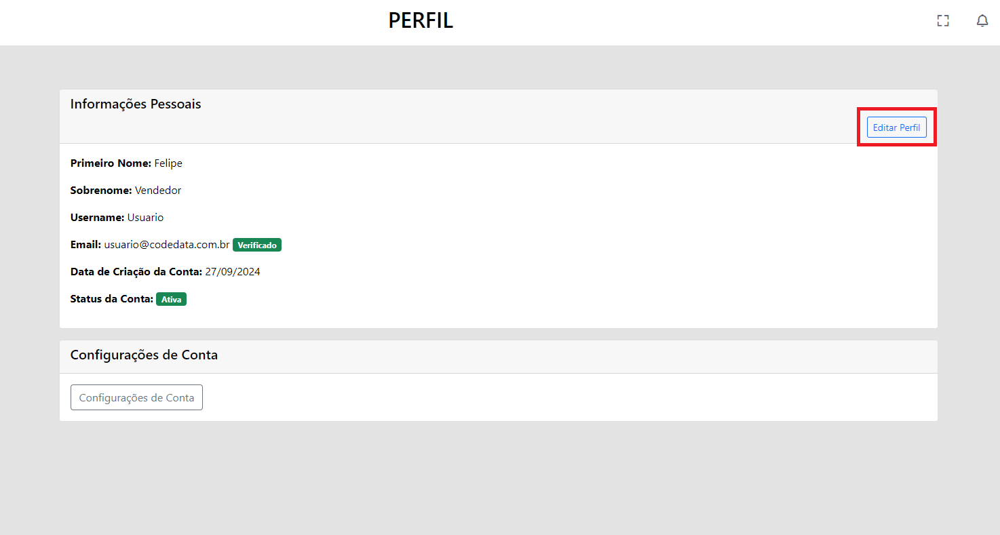 PERFIL
Informações Pessoais
Editar Perfil
Primeiro Nome: Felipe
Sobrenome: Vendedor
Username: Usuario
Email: usuario@codedata.com.br Verificado
Data de Criação da Conta: 27/09/2024
Status da Conta: Ativa
Configurações de Conta
Configurações de Conta